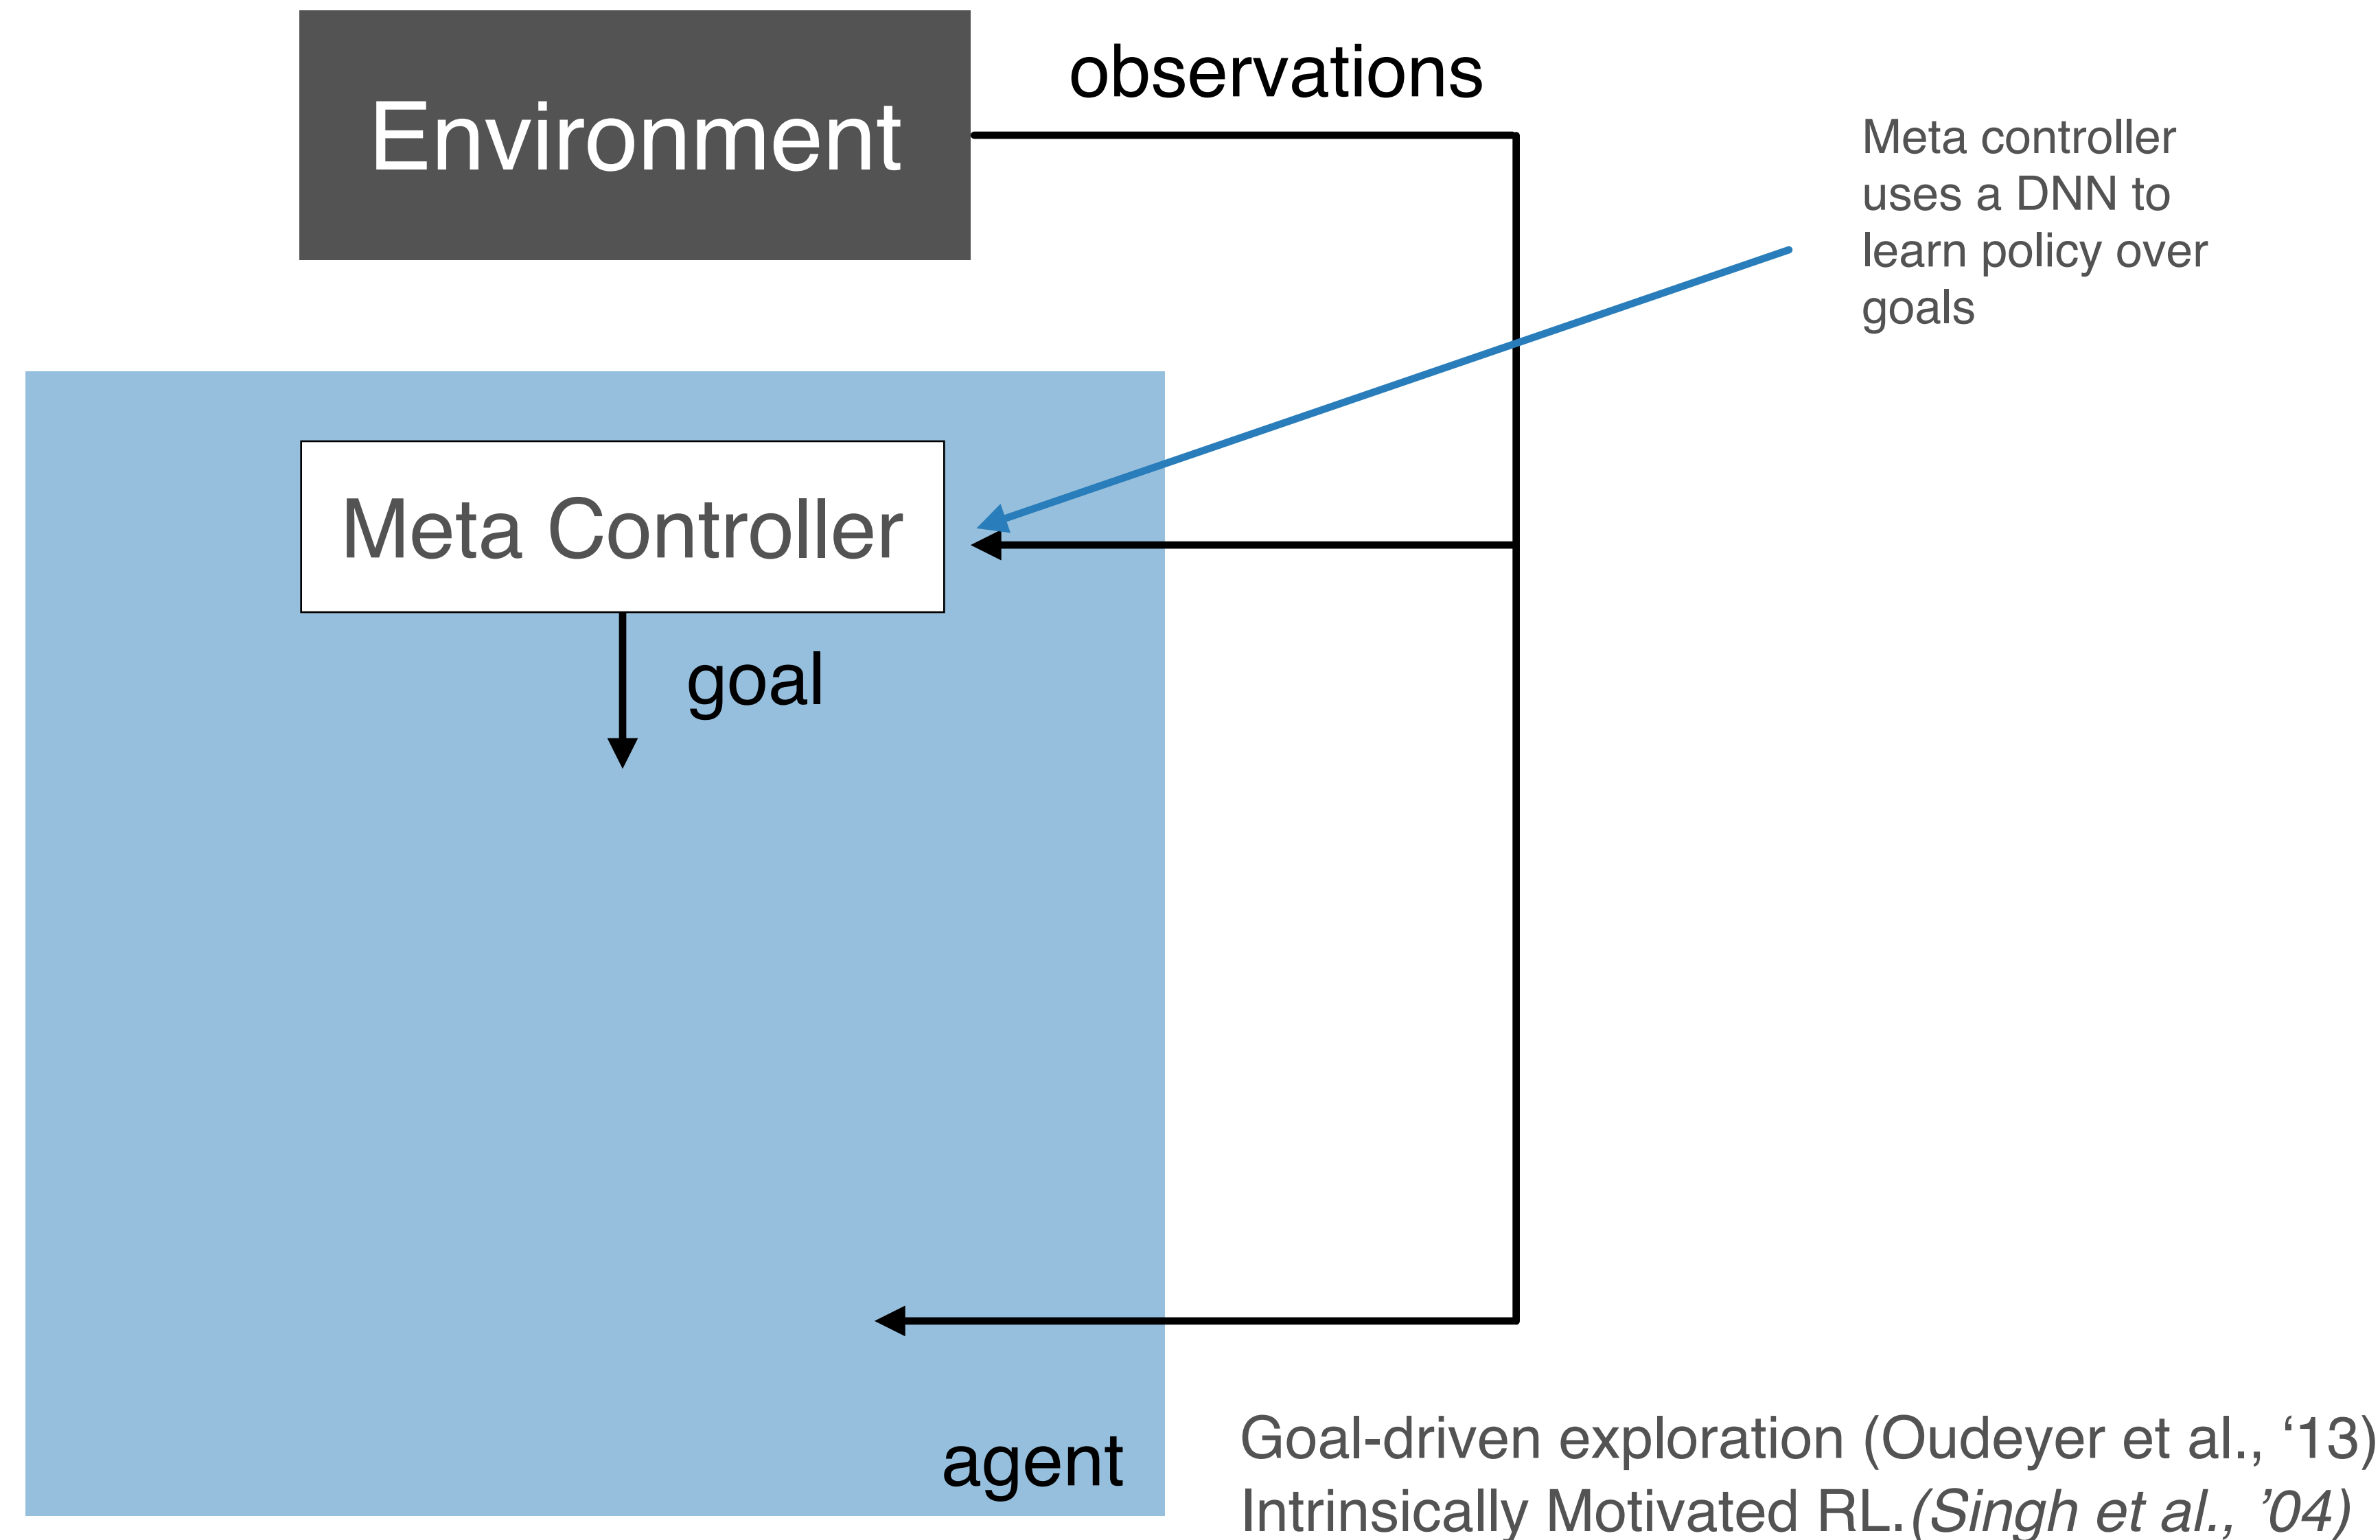 Environment
observations
Meta controller
uses a DNN to
learn policy over
goals
Meta Controller
goal
agent
Goal-driven exploration (Oudeyer et al., ‘13)
Intrinsically Motivated RL. (Singh et al., ’04)